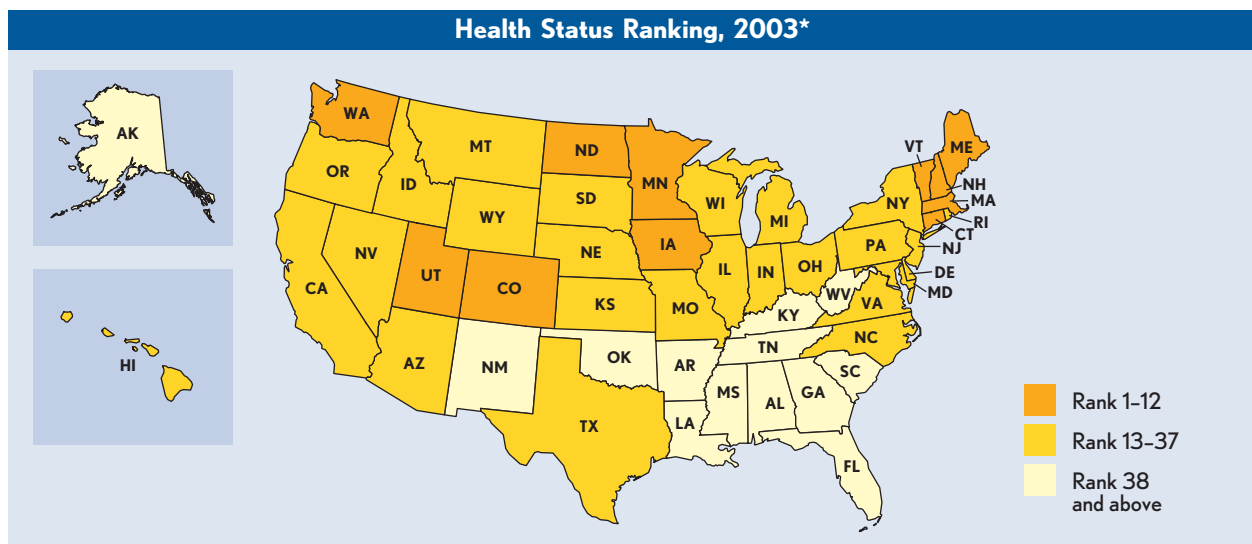 Health Status Ranking, 2003*
AK
HI
WA
OR
CA
NV
ID
MT
WY
UT
CO
AZ
NM
ND
SD
NE
KS
OK
TX
MN
IA
MO
AR
LA
WI
IL
MI
IN
OH
KY
TN
MS
AL
GA
FL
SC
NC
VA
WV
PA
NY
VT
ME
NH
MA
RI
CT
NJ
DE
MD
Rank 1–12
Rank 13–37
Rank 38
and above